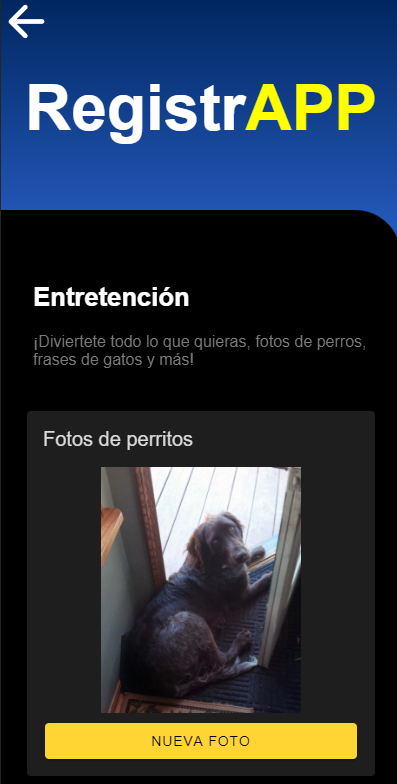 RegistrAPP
Entretención
¡Diviertete todo lo que quieras, fotos de perros,
frases de gatos y más!
Fotos de perritos
NUEVA FOTO